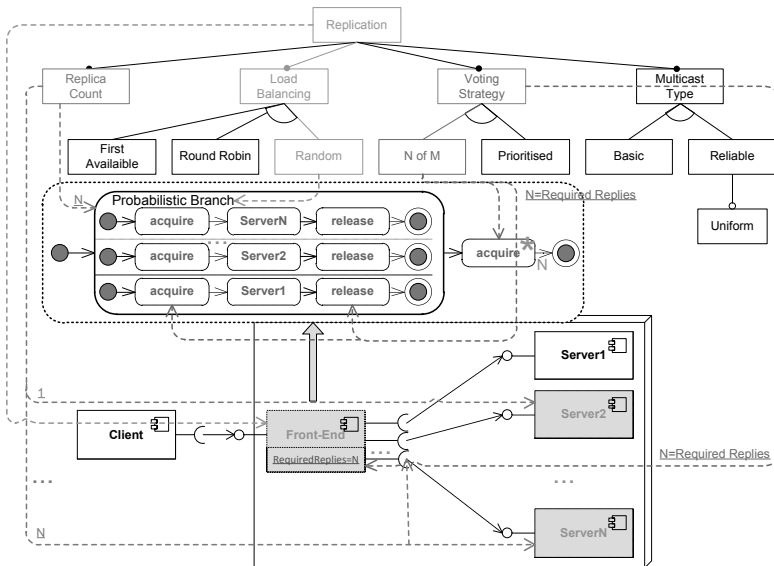 Replication
Replica
Count
Load
Balancing
Voting
Strategy
Multicast
Type
First
Availaible
Round Robin
Random
N of M
Prioritised
Basic
Reliable
Uniform
N
N=Required Replies
Probabilistic Branch
acquire
ServerN
release
...
acquire
Server2
release
acquire
Server1
release
acquire
*
N
Server1
1
Server2
Client
Front-End
RequiredReplies=N
...
N=Required Replies
...
...
N
ServerN